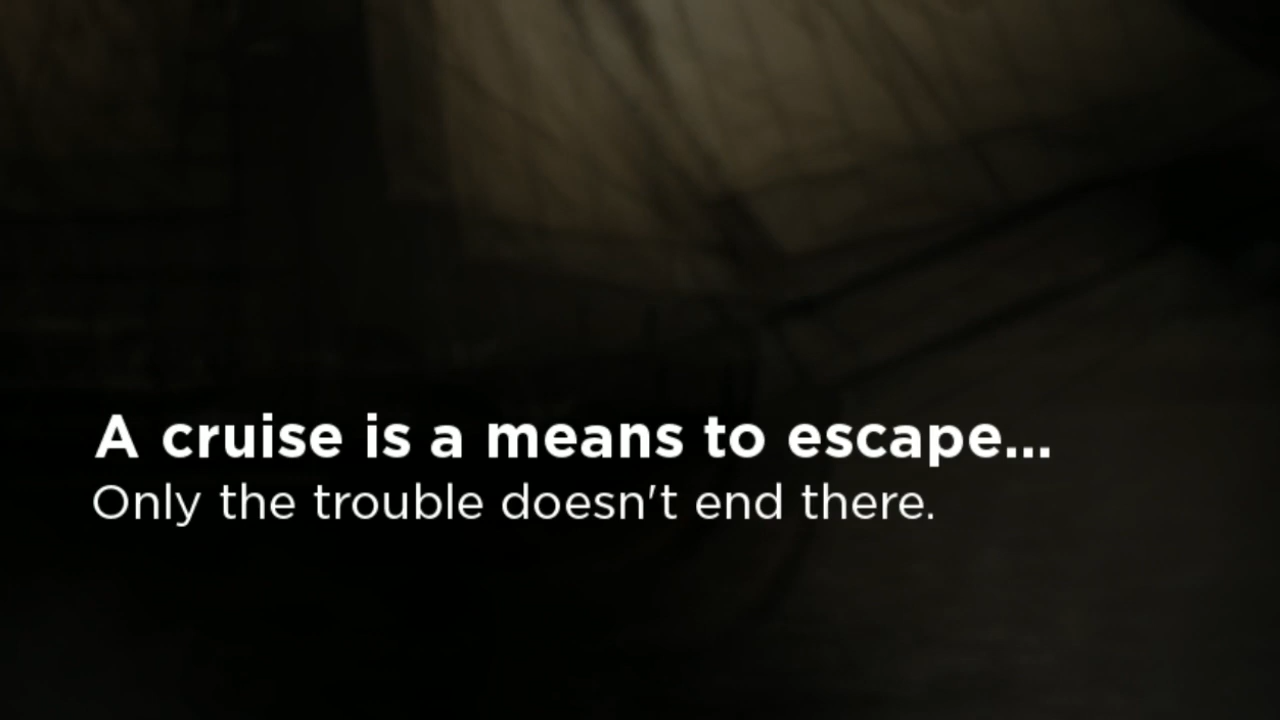 A cruise is a means to escape...
Only the trouble doesn't end there.